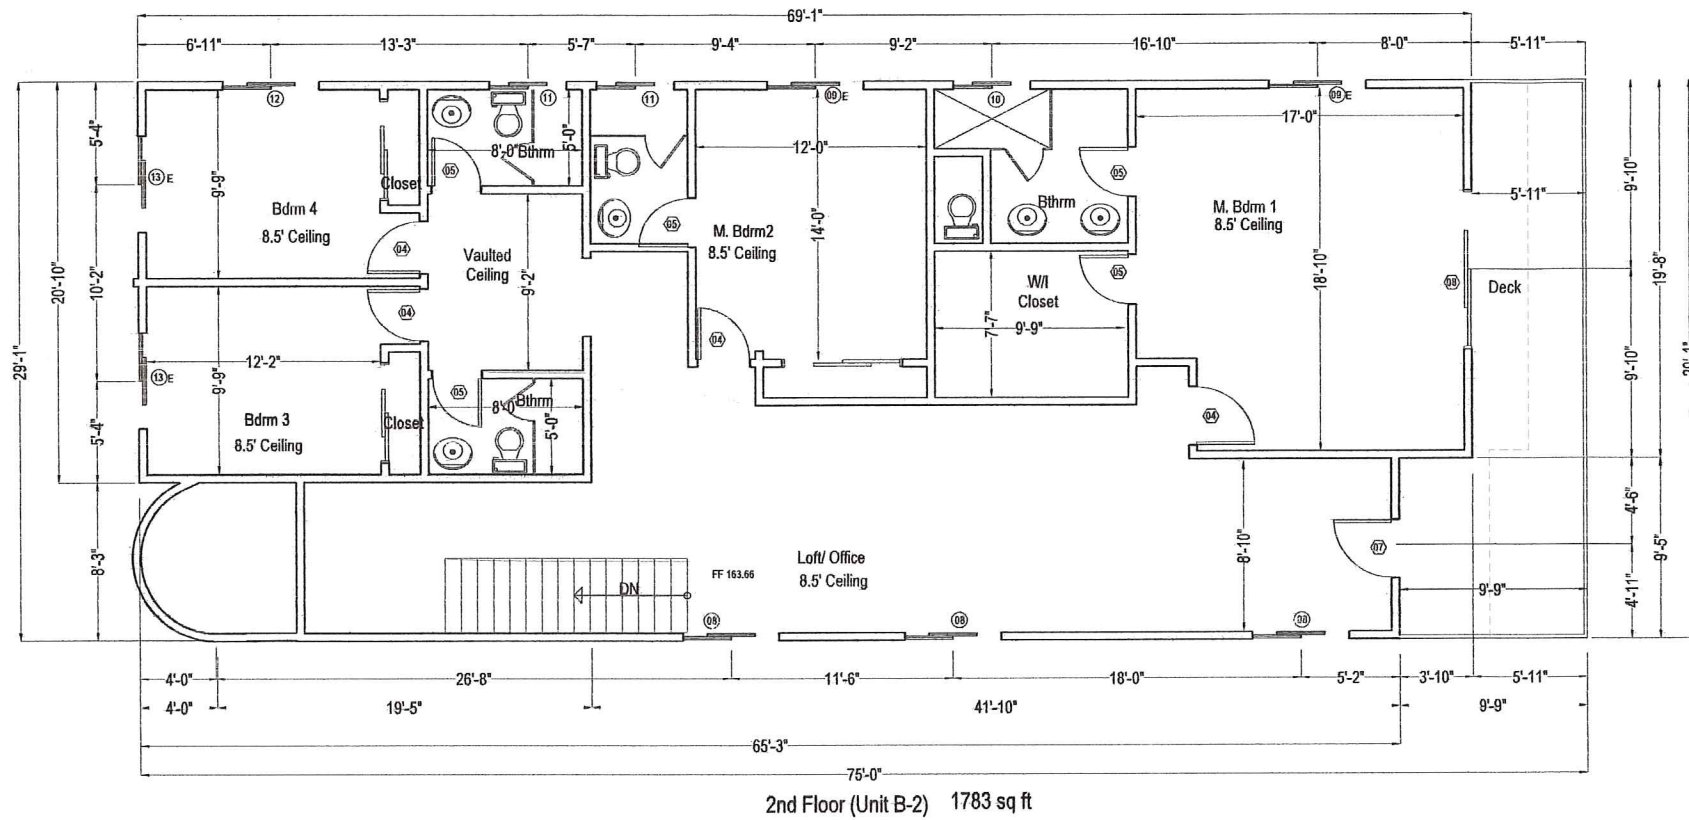 69'-1"
6'-11" 13'-3" 5'-7" 9'-4" 9'-2" 16'-10" 8'-0" 5'-11"
12 11 11 09 E 10 09 E
17'-0"
5'-4" 8'-0" Bthrm 5'-0" 12'-0" 9'-10"
13 E 9'-9" Closet 05 05 5'-11"
Bdrm 4 Bthrm M. Bdrm 1
8.5' Ceiling 05 M. Bdrm2 8.5' Ceiling
04 Vaulted 8.5' Ceiling 14'-0"
Ceiling
29'-1" 20'-10" 10'-2" 9'-2" W/I 05 18'-10" 08 Deck 19'-8"
04 Closet
7'-7" 9'-9"
12'-2" 04
13 E 9'-9" 05 9'-10"
8'-0" Bthrm
Bdrm 3 Closet 5'-0" 04
8.5' Ceiling
5'-4"
4'-6"
8'-3" Loft/ Office 8'-10" 07 9'-5"
FF 163.66 8.5' Ceiling
DN 9'-9" 4'-11"
08 08 08
4'-0" 26'-8" 11'-6" 18'-0" 5'-2" 3'-10" 5'-11"
4'-0" 19'-5" 41'-10" 9'-9"
65'-3"
75'-0"
2nd Floor (Unit B-2) 1783 sq ft